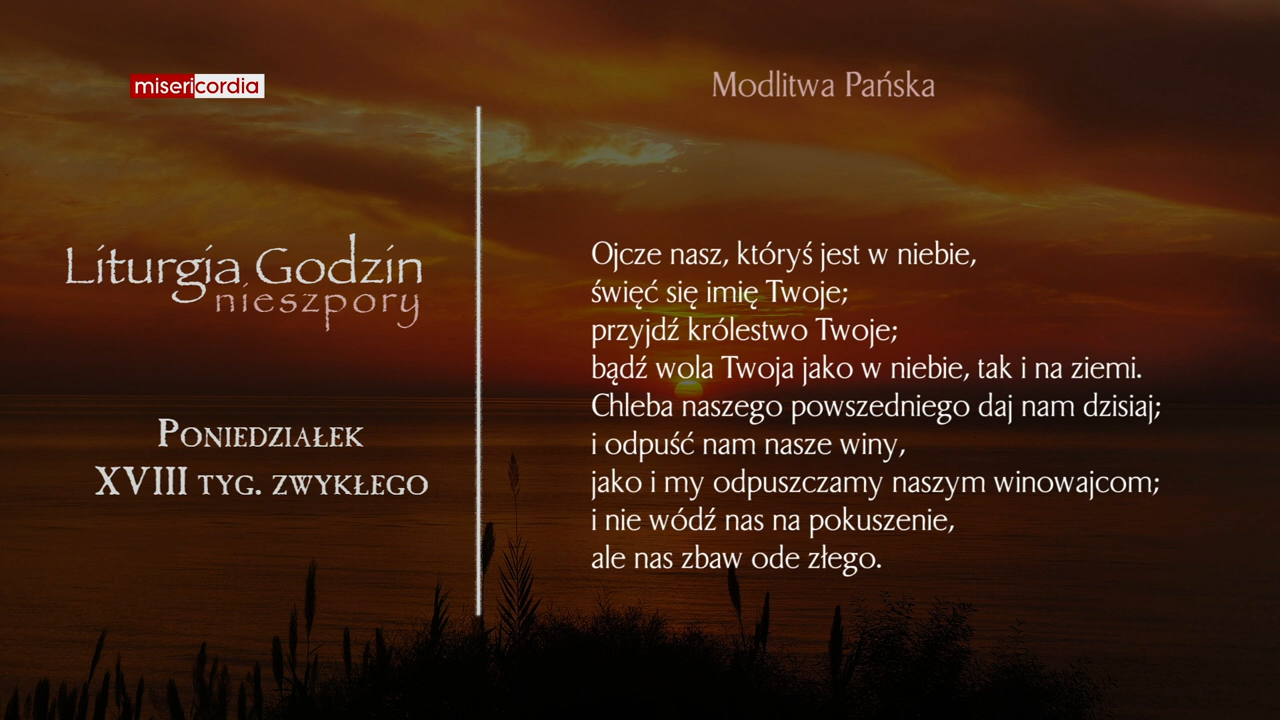 misericordia
Liturgia Godzin
nieszpory
Poniedziałek
XVIII tyg. zwykłego
Modlitwa Pańska
Ojcze nasz, któryś jest w niebie,
święć się imię Twoje;
przyjdź królestwo Twoje;
bądź wola Twoja jako w niebie, tak i na ziemi.
Chleba naszego powszedniego daj nam dzisiaj;
i odpuść nam nasze winy,
jako i my odpuszczamy naszym winowajcom;
i nie wódź nas na pokuszenie,
ale nas zbaw ode złego.